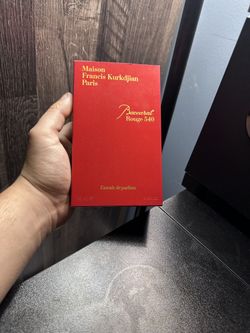 Maison
Francis Kurkdjian
Paris
Baccarat
Rouge 540
Extrait de parfum